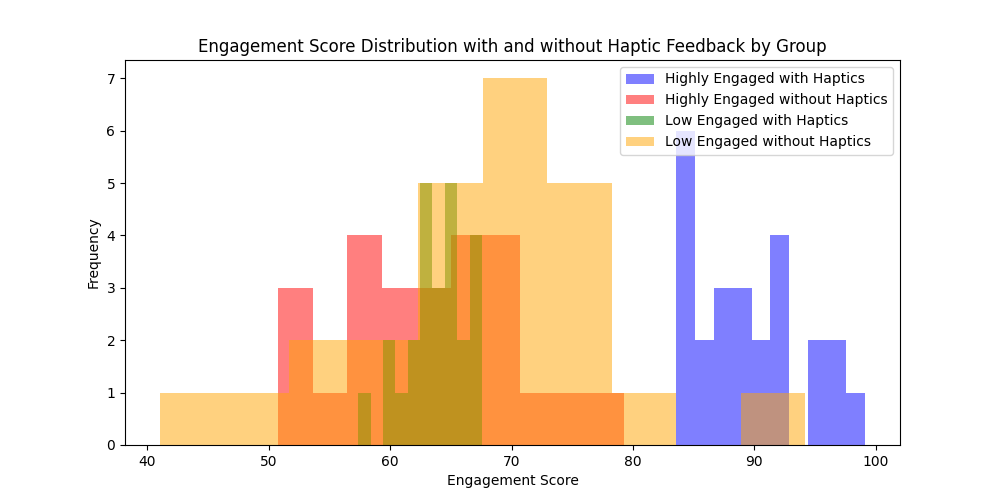 Engagement Score Distribution with and without Haptic Feedback by Group
Highly Engaged with Haptics
Highly Engaged without Haptics
Low Engaged with Haptics
Low Engaged without Haptics
Frequency
7
6
5
4
3
2
1
0
40 50 60 70 80 90 100
Engagement Score